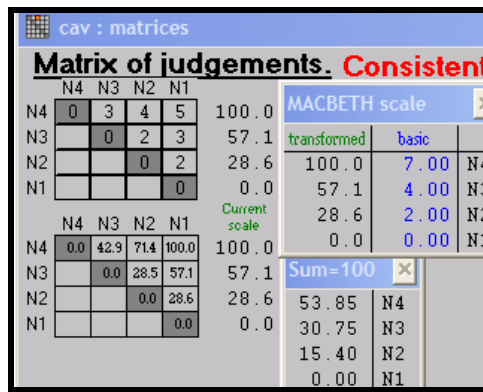 cav : matrices
Matrix of judgements. Consistent
N4 N3 N2 N1
N4 0 3 4 5 100.0
N3 0 2 3 57.1
N2 0 2 28.6
N1 0 0.0
Current
scale
N4 N3 N2 N1
N4 0.0 42.9 71.4 100.0 100.0
N3 0.0 28.5 57.1 57.1
N2 0.0 28.6 28.6
N1 0.0 0.0
MACBETH scale
transformed basic
100.0 7.00 N4
57.1 4.00 N3
28.6 2.00 N2
0.0 0.00 N1
Sum=100
53.85 N4
30.75 N3
15.40 N2
0.00 N1